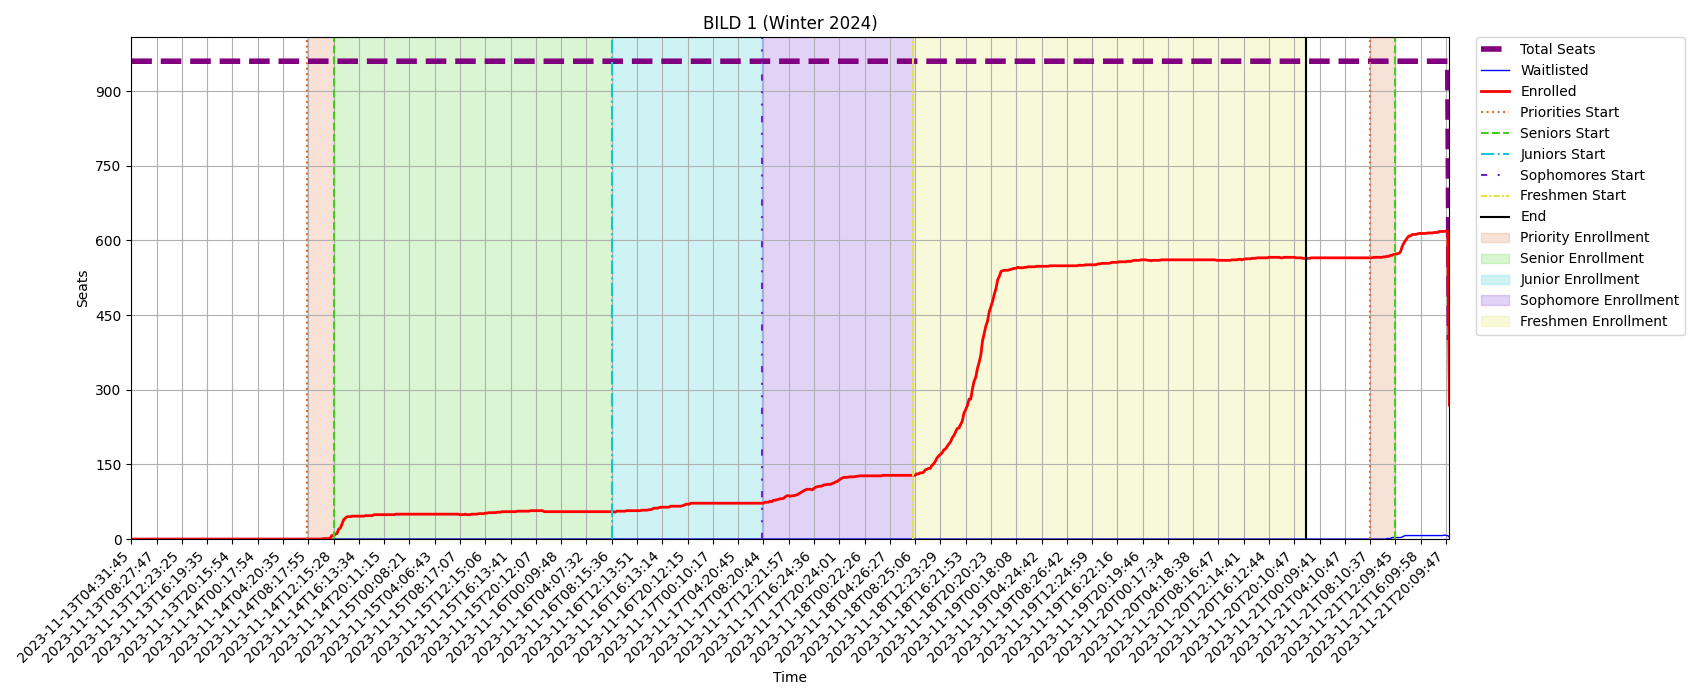 BILD 1 (Winter 2024)
Seats
900
750
600
450
300
150
0
2023-11-13T04:31:45
2023-11-13T08:27:47
2023-11-13T12:23:25
2023-11-13T16:19:35
2023-11-13T20:15:54
2023-11-14T00:17:54
2023-11-14T04:20:35
2023-11-14T08:17:55
2023-11-14T12:15:28
2023-11-14T16:13:34
2023-11-14T20:11:15
2023-11-15T00:08:21
2023-11-15T04:06:43
2023-11-15T08:17:07
2023-11-15T12:15:06
2023-11-15T16:13:41
2023-11-15T20:12:07
2023-11-16T00:09:48
2023-11-16T04:07:32
2023-11-16T08:15:36
2023-11-16T12:13:51
2023-11-16T16:13:14
2023-11-16T20:12:15
2023-11-17T00:10:17
2023-11-17T04:20:45
2023-11-17T08:20:44
2023-11-17T12:21:57
2023-11-17T16:24:36
2023-11-17T20:24:01
2023-11-18T00:22:26
2023-11-18T04:26:27
2023-11-18T08:25:06
2023-11-18T12:23:29
2023-11-18T16:21:53
2023-11-18T20:20:23
2023-11-19T00:18:08
2023-11-19T04:24:42
2023-11-19T08:26:42
2023-11-19T12:24:59
2023-11-19T16:22:16
2023-11-19T20:19:46
2023-11-20T00:17:34
2023-11-20T04:18:38
2023-11-20T08:16:47
2023-11-20T12:14:41
2023-11-20T16:12:44
2023-11-20T20:10:47
2023-11-21T00:09:41
2023-11-21T04:10:47
2023-11-21T08:10:37
2023-11-21T12:09:45
2023-11-21T16:09:58
2023-11-21T20:09:47
Time
Total Seats
Waitlisted
Enrolled
Priorities Start
Seniors Start
Juniors Start
Sophomores Start
Freshmen Start
End
Priority Enrollment
Senior Enrollment
Junior Enrollment
Sophomore Enrollment
Freshmen Enrollment